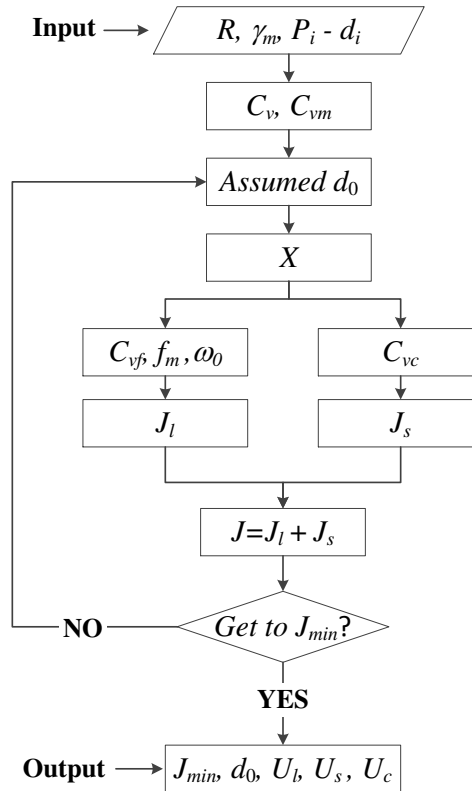 Input
R, γm, Pi - di
Cv, Cvm
Assumed d0
X
Cvf, fm ,ω0
Cvc
Jl
Js
J=Jl + Js
Get to Jmin?
NO
YES
Output
Jmin, d0, Ul, Us, Uc